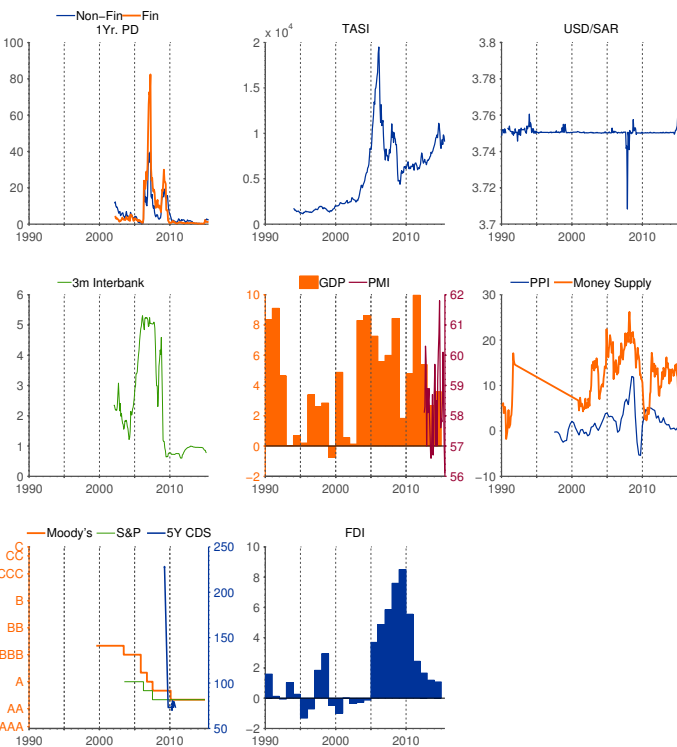 Non-Fin Fin
1Yr. PD
100
80
60
40
20
0
1990 2000 2010
x 10⁴ TASI
2
1.5
1
0.5
0
1990 2000 2010
USD/SAR
3.8
3.78
3.76
3.74
3.72
3.7
1990 2000 2010
3m Interbank
6
5
4
3
2
1
0
1990 2000 2010
GDP PMI
10 62
8 61
6 60
4 59
2 58
0 57
−2 56
1990 2000 2010
PPI Money Supply
30
20
10
0
−10
1990 2000 2010
Moody's S&P 5Y CDS
C 250
CC
CCC
B 200
BB
BBB 150
A 100
AA
AAA 50
1990 2000 2010
FDI
10
8
6
4
2
0
−2
1990 2000 2010